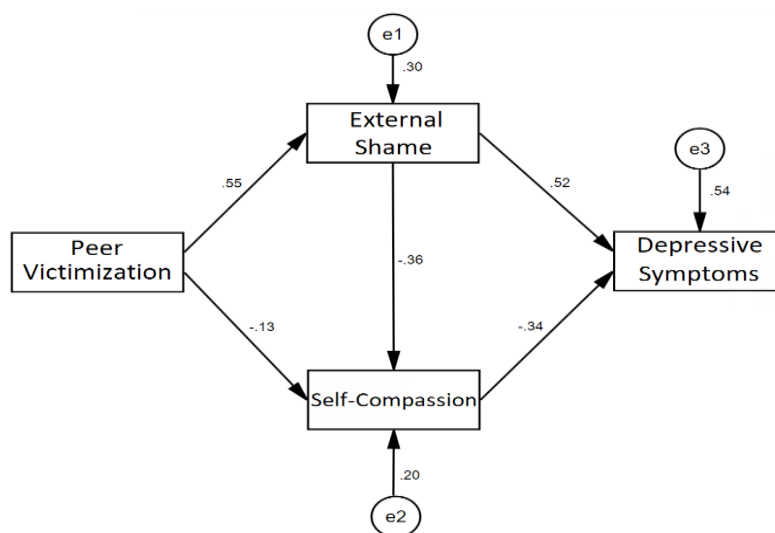 e1
.30
External
Shame
e3
.55
.52
.54
Peer
Victimization
-.36
Depressive
Symptoms
-.13
-.34
Self-Compassion
.20
e2